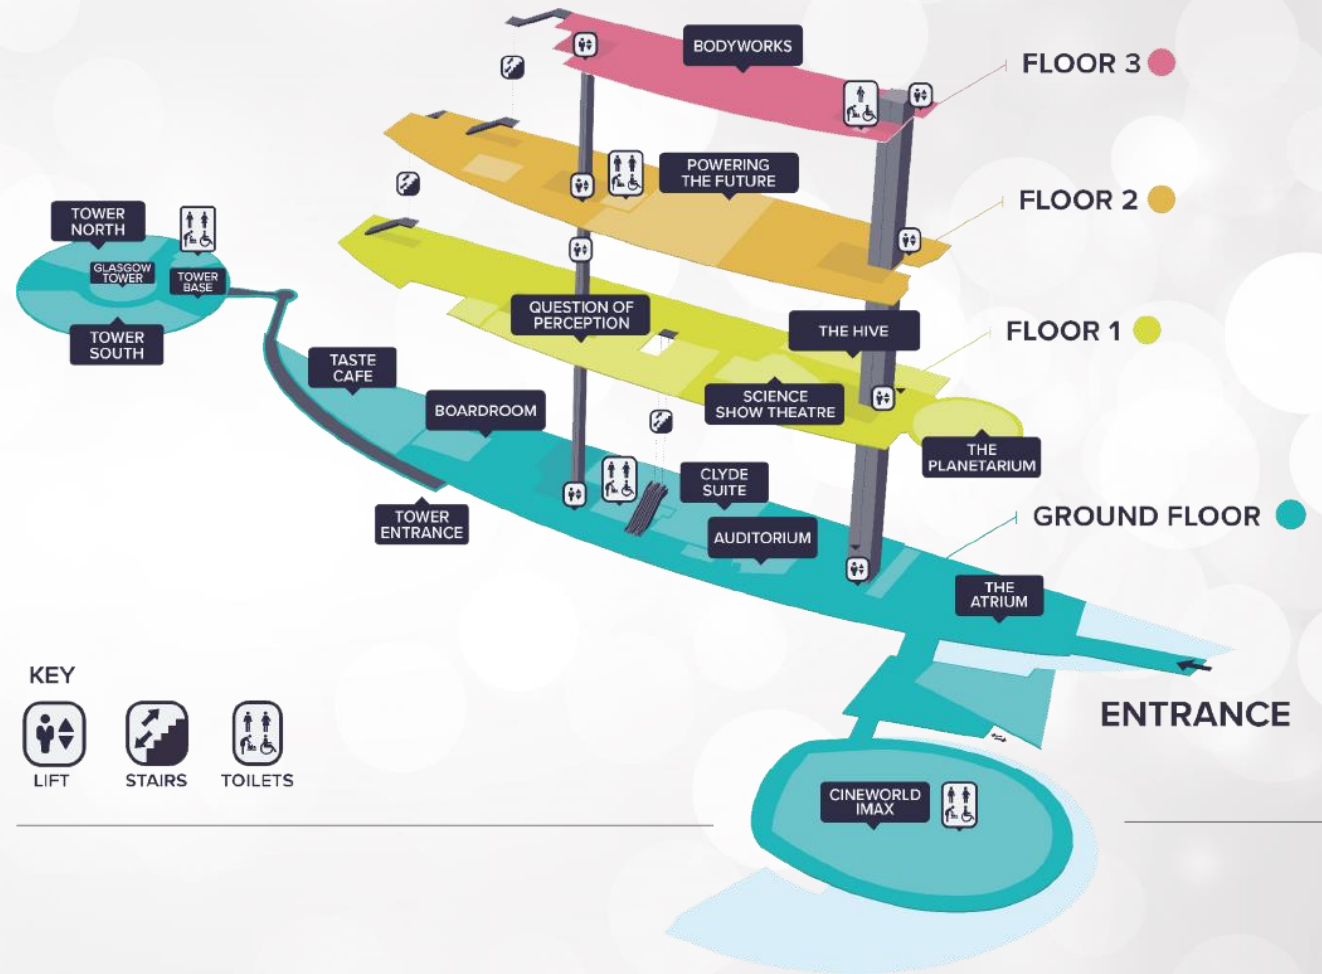 BODYWORKS
FLOOR 3
POWERING
THE FUTURE
FLOOR 2
TOWER
NORTH
GLASGOW
TOWER
TOWER
BASE
TOWER
SOUTH
QUESTION OF
PERCEPTION
THE HIVE
FLOOR 1
TASTE
CAFE
BOARDROOM
SCIENCE
SHOW THEATRE
THE
PLANETARIUM
CLYDE
SUITE
TOWER
ENTRANCE
AUDITORIUM
GROUND FLOOR
THE
ATRIUM
KEY
LIFT
STAIRS
TOILETS
ENTRANCE
CINEWORLD
IMAX